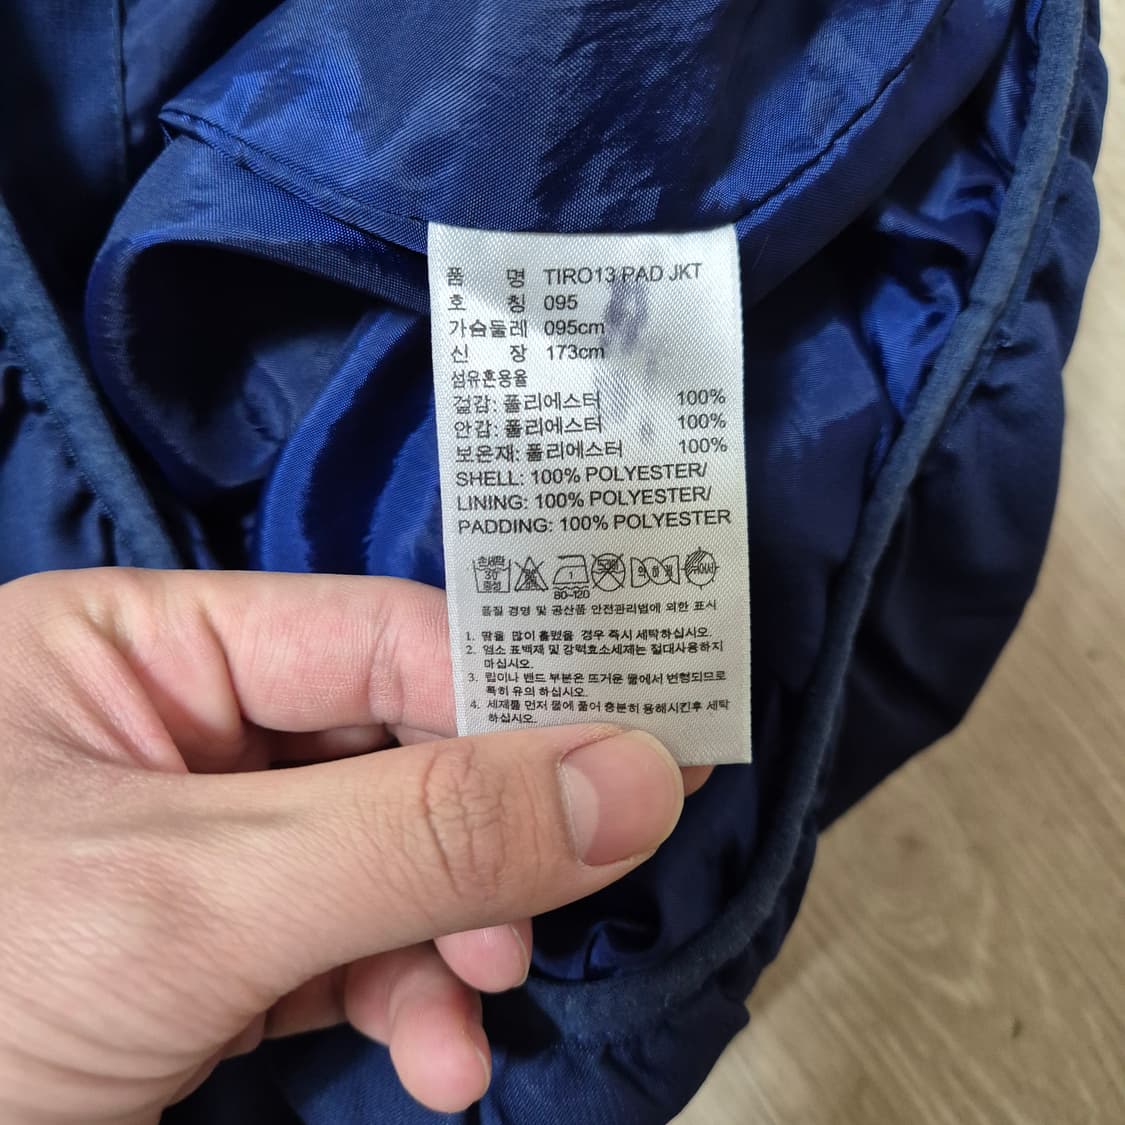 품 명 TIRO13 PAD JKT
호 칭 095
가슴둘레 095cm
신 장 173cm
섬유혼용율
겉감: 폴리에스터 100%
안감: 폴리에스터 100%
보온재: 폴리에스터 100%
SHELL: 100% POLYESTER/
LINING: 100% POLYESTER/
PADDING: 100% POLYESTER
손세탁 30 중성 1 80~120
품질 경영 및 공산품 안전관리법에 의한 표시
1. 땀을 많이 흘렸을 경우 즉시 세탁하십시오.
2. 염소 표백제 및 강력효소세제는 절대사용하지
마십시오.
3. 립이나 밴드 부분은 뜨거운 물에서 변형되므로
특히 유의 하십시오.
4. 세제를 먼저 물에 풀어 충분히 용해시킨후 세탁
하십시오.